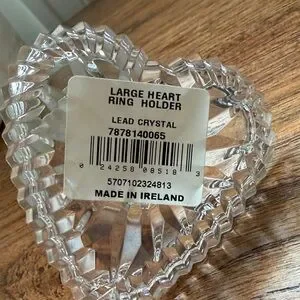 LARGE HEART
RING HOLDER
LEAD CRYSTAL
7878140065
0 24258 08518 3
5707102324813
MADE IN IRELAND